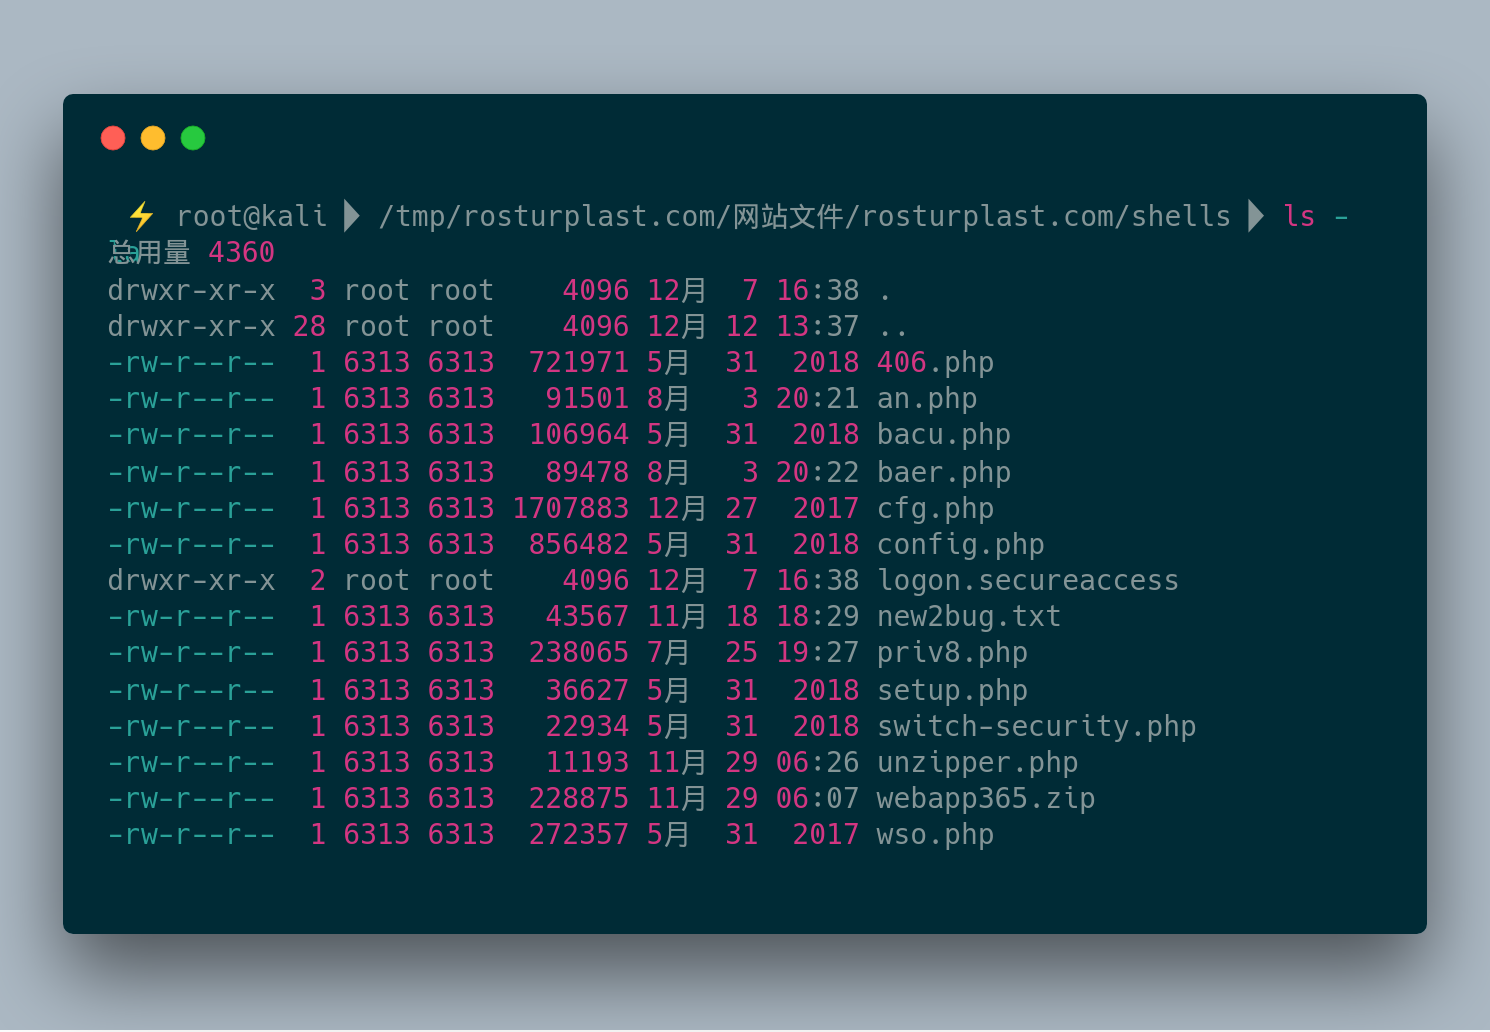 ⚡ root@kali  /tmp/rosturplast.com/网站文件/rosturplast.com/shells  ls -
la
总用量 4360
drwxr-xr-x  3 root root    4096 12月  7 16:38 .
drwxr-xr-x 28 root root    4096 12月 12 13:37 ..
-rw-r--r--  1 6313 6313  721971 5月  31  2018 406.php
-rw-r--r--  1 6313 6313   91501 8月   3 20:21 an.php
-rw-r--r--  1 6313 6313  106964 5月  31  2018 bacu.php
-rw-r--r--  1 6313 6313   89478 8月   3 20:22 baer.php
-rw-r--r--  1 6313 6313 1707883 12月 27  2017 cfg.php
-rw-r--r--  1 6313 6313  856482 5月  31  2018 config.php
drwxr-xr-x  2 root root    4096 12月  7 16:38 logon.secureaccess
-rw-r--r--  1 6313 6313   43567 11月 18 18:29 new2bug.txt
-rw-r--r--  1 6313 6313  238065 7月  25 19:27 priv8.php
-rw-r--r--  1 6313 6313   36627 5月  31  2018 setup.php
-rw-r--r--  1 6313 6313   22934 5月  31  2018 switch-security.php
-rw-r--r--  1 6313 6313   11193 11月 29 06:26 unzipper.php
-rw-r--r--  1 6313 6313  228875 11月 29 06:07 webapp365.zip
-rw-r--r--  1 6313 6313  272357 5月  31  2017 wso.php